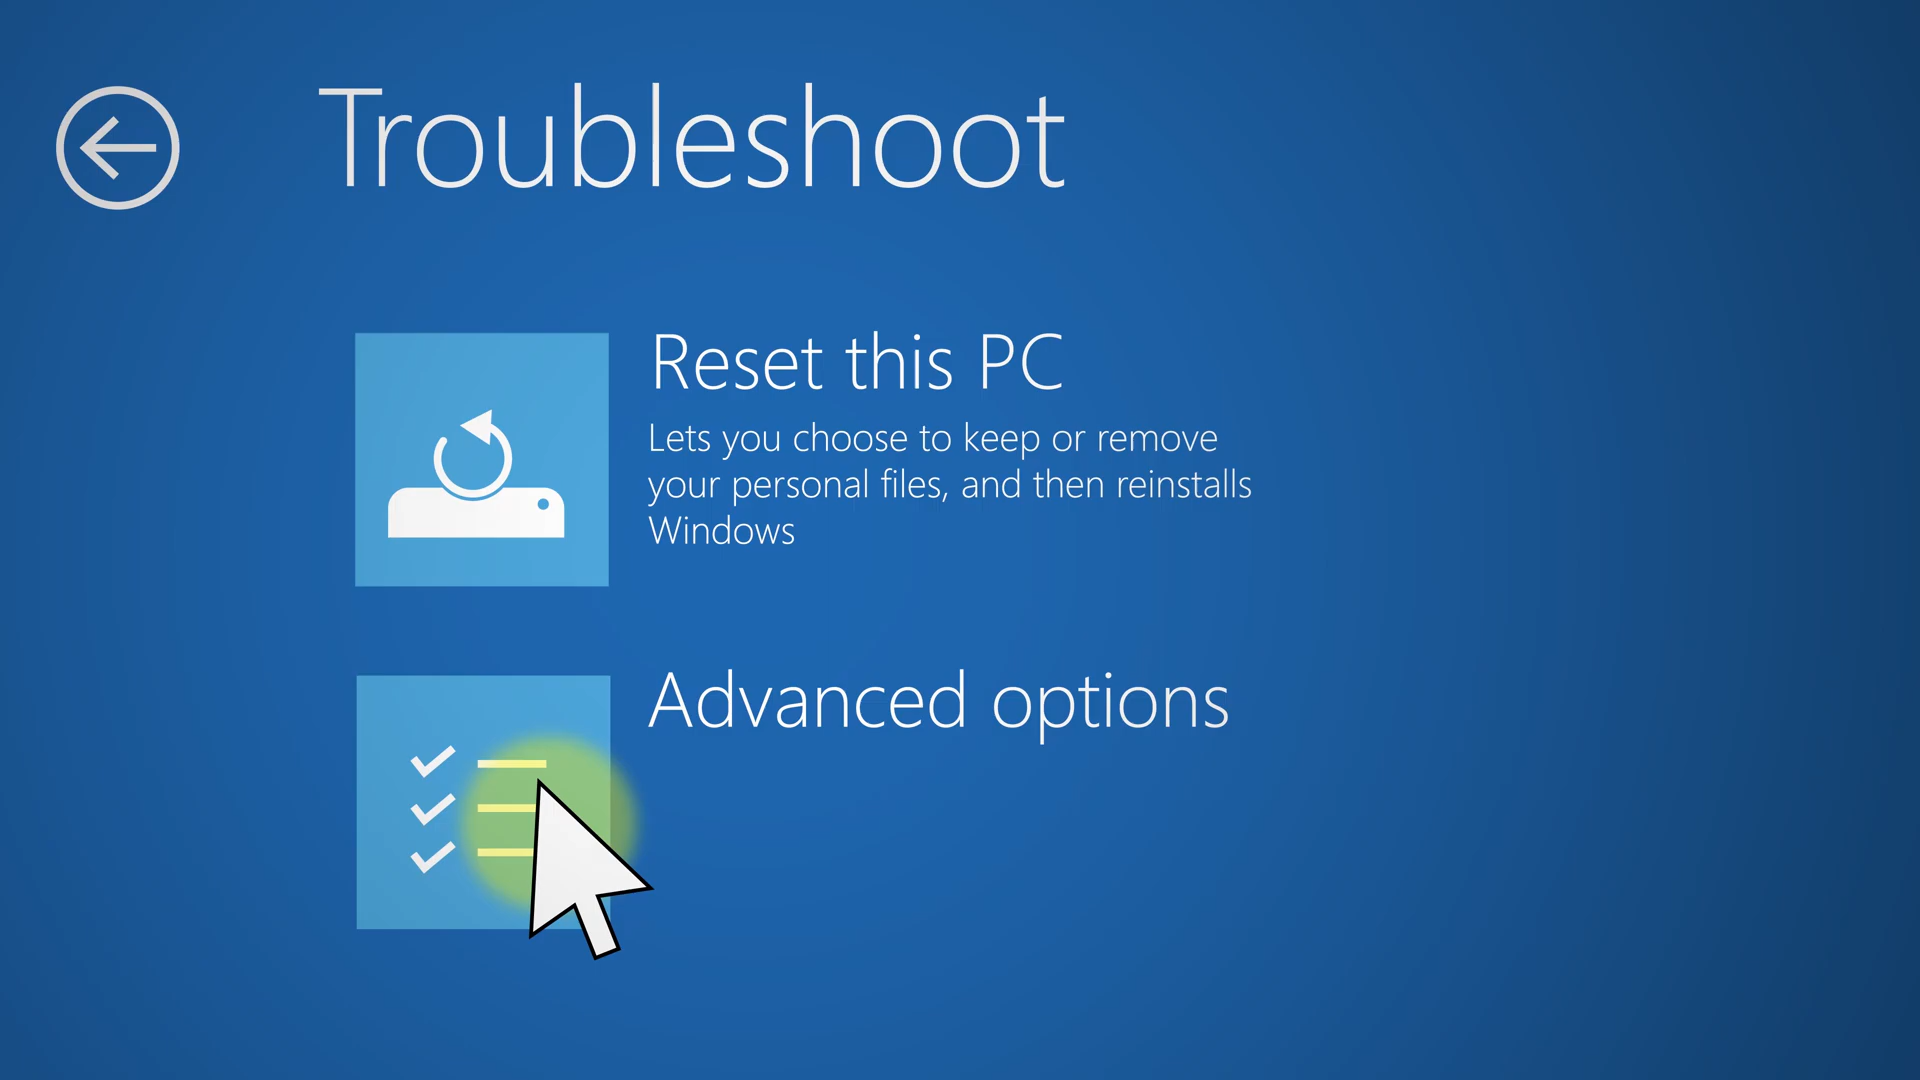 Troubleshoot
Reset this PC
Lets you choose to keep or remove
your personal files, and then reinstalls
Windows
Advanced options